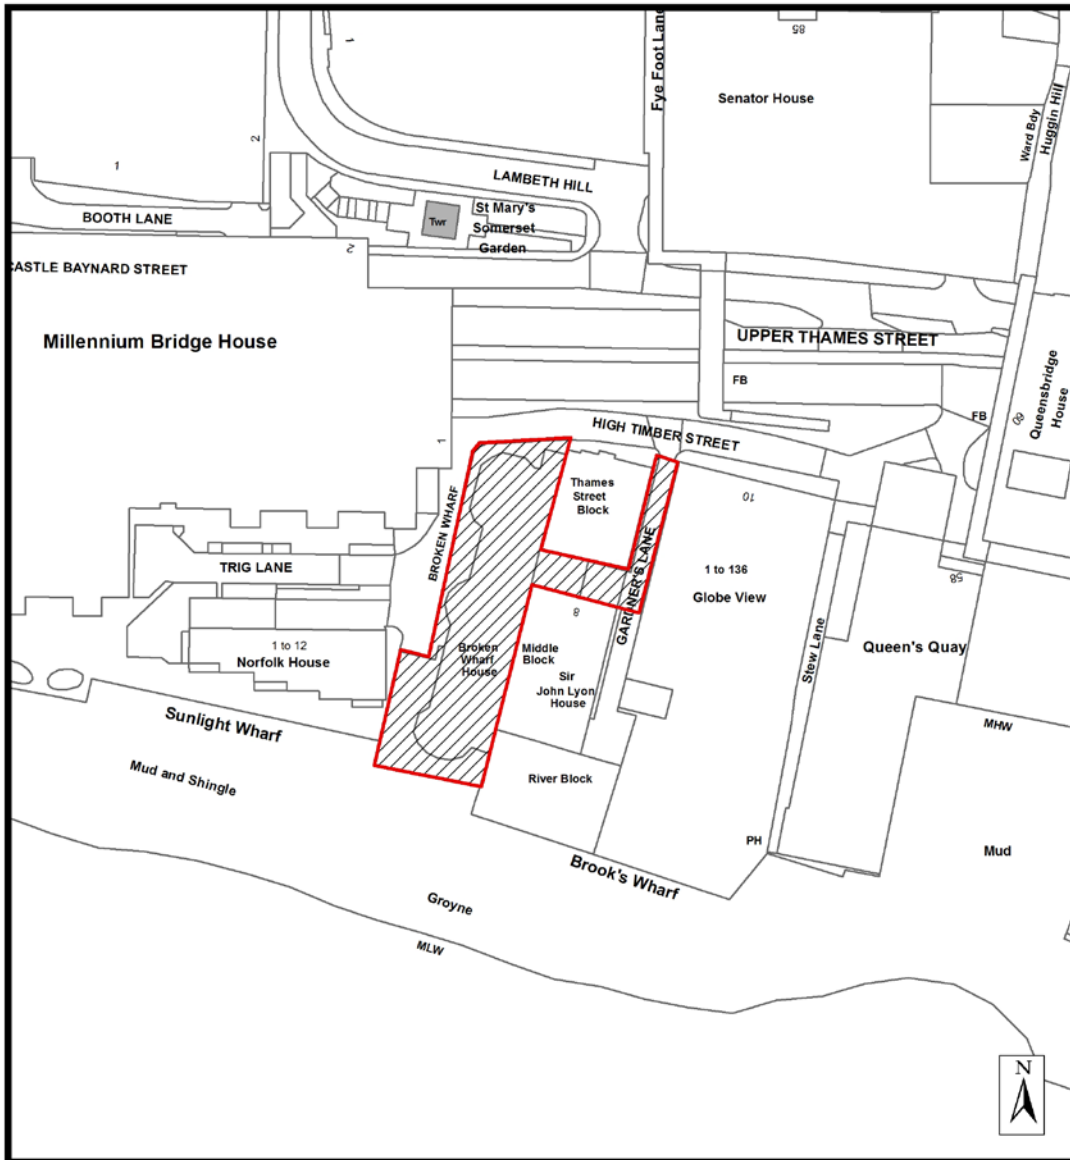 1
85
Fye Foot Lane
Senator House
Ward Bdy
Huggin Hill
2
1
LAMBETH HILL
BOOTH LANE
Twr
St Mary's
Somerset
Garden
2
CASTLE BAYNARD STREET
Millennium Bridge House
UPPER THAMES STREET
FB
FB
Queensbridge
House
60
1
HIGH TIMBER STREET
Thames
Street
Block
10
BROKEN WHARF
TRIG LANE
GARDNER'S LANE
1 to 136
Globe View
58
8
1 to 12
Norfolk House
Broken
Wharf
House
Middle
Block
Sir
John Lyon
House
Stew Lane
Queen's Quay
Sunlight Wharf
MHW
Mud and Shingle
River Block
PH
Mud
Brook's Wharf
Groyne
MLW
N